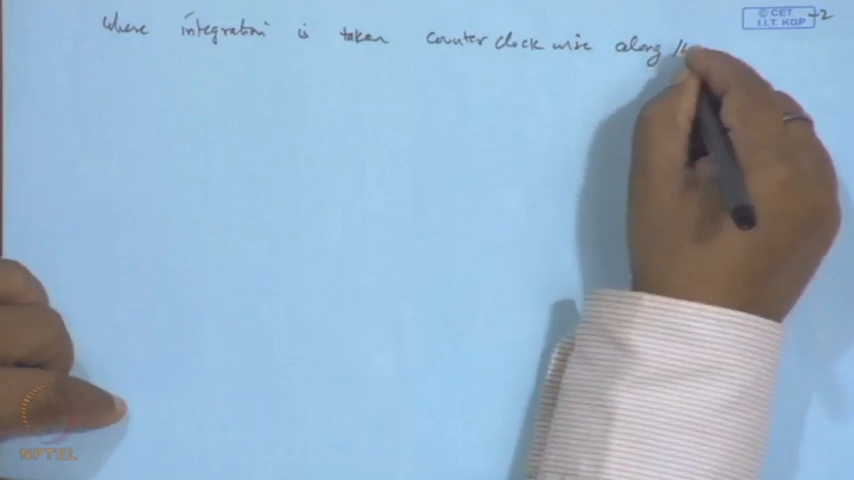 where integration is taken counter clock wise along
© CET
I.I.T. KGP
NPTEL